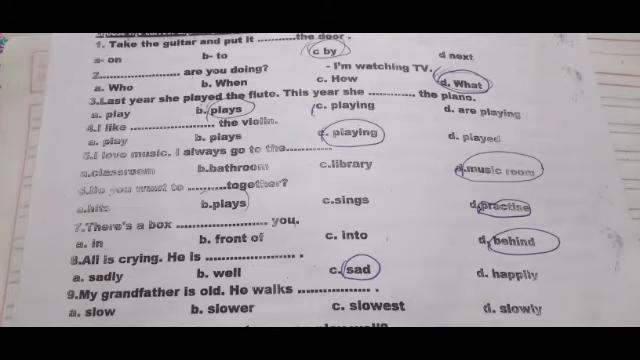 1. Take the guitar and put it ..........the door .
a- on b- to c by d next
2...................... are you doing? - I'm watching TV.
a. Who b. When c. How d. What
3.Last year she played the flute. This year she .......... the piano.
a. play b. plays c. playing d. are playing
4.I like ...................... the violin.
a. play b. plays c. playing d. played
5.I love music. I always go to the............
a.classroom b.bathroom c.library d.music room
6.Do you want to ..........together?
a.hits b.plays c.sings d.practise
7.There's a box ..................... you.
a. in b. front of c. into d. behind
8.Ali is crying. He is .................... .
a. sadly b. well c. sad d. happily
9.My grandfather is old. He walks .................. .
a. slow b. slower c. slowest d. slowly